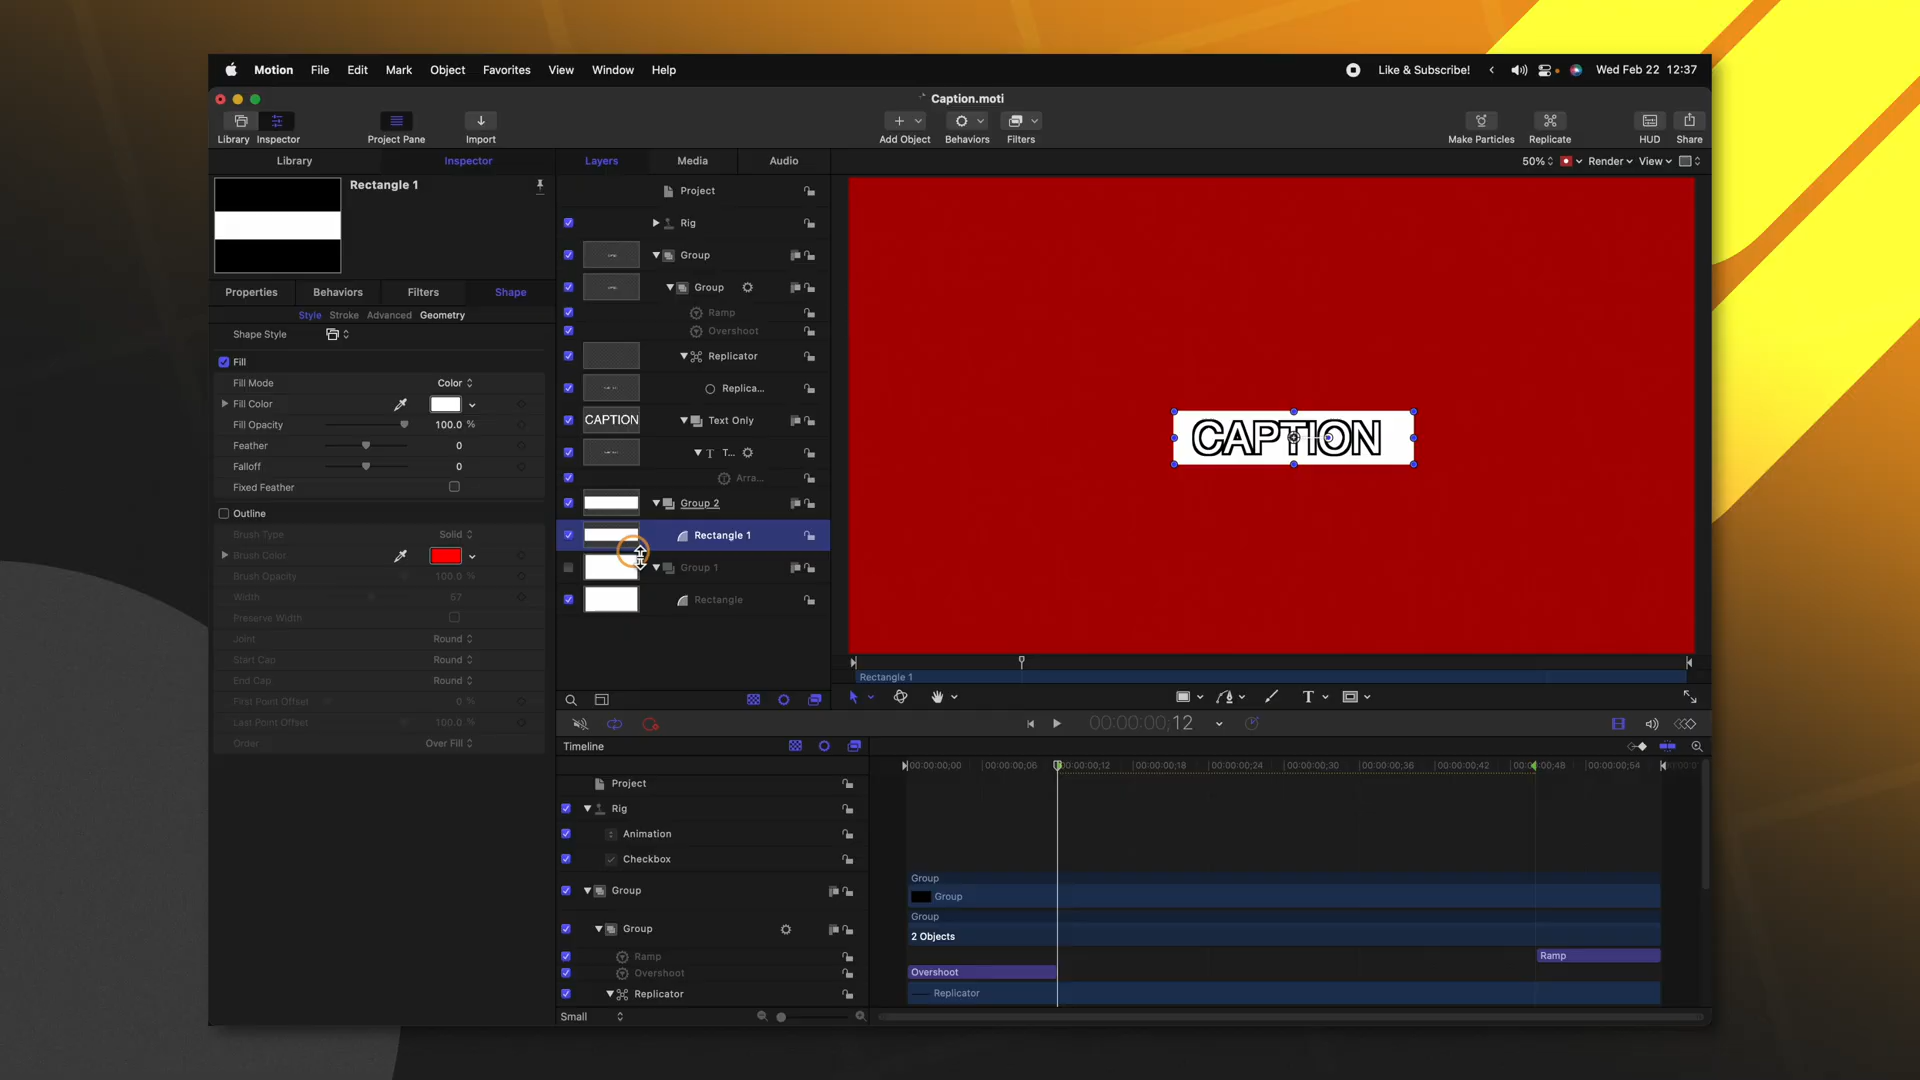 Motion File Edit Mark Object Favorites View Window Help
Like & Subscribe! Wed Feb 22 12:37
Caption.moti
Library Inspector Project Pane Import Add Object Behaviors Filters Make Particles Replicate HUD Share
Library Inspector Layers Media Audio 50% Render View
Rectangle 1
Properties Behaviors Filters Shape
Style Stroke Advanced Geometry
Shape Style
Fill
Fill Mode Color
Fill Color
Fill Opacity 100.0 %
Feather 0
Falloff 0
Fixed Feather
Outline
Brush Type Solid
Brush Color
Brush Opacity 100.0 %
Width 67
Preserve Width
Joint Round
Start Cap Round
End Cap Round
First Point Offset 0 %
Last Point Offset 100.0 %
Order Over Fill
Project
Rig
Group
Group
Ramp
Overshoot
Replicator
Replica...
CAPTION Text Only
T T...
Arra...
Group 2
Rectangle 1
Group 1
Rectangle
CAPTION
Rectangle 1
T
00:00:00;12
Timeline
00:00:00;00 00:00:00;06 00:00:00;12 00:00:00;18 00:00:00;24 00:00:00;30 00:00:00;36 00:00:00;42 00:00:00;48 00:00:00;54
Project
Rig
Animation
Checkbox
Group
Group
Ramp
Overshoot
Replicator
Group
Group
Group
2 Objects
Ramp
Overshoot
Replicator
Small